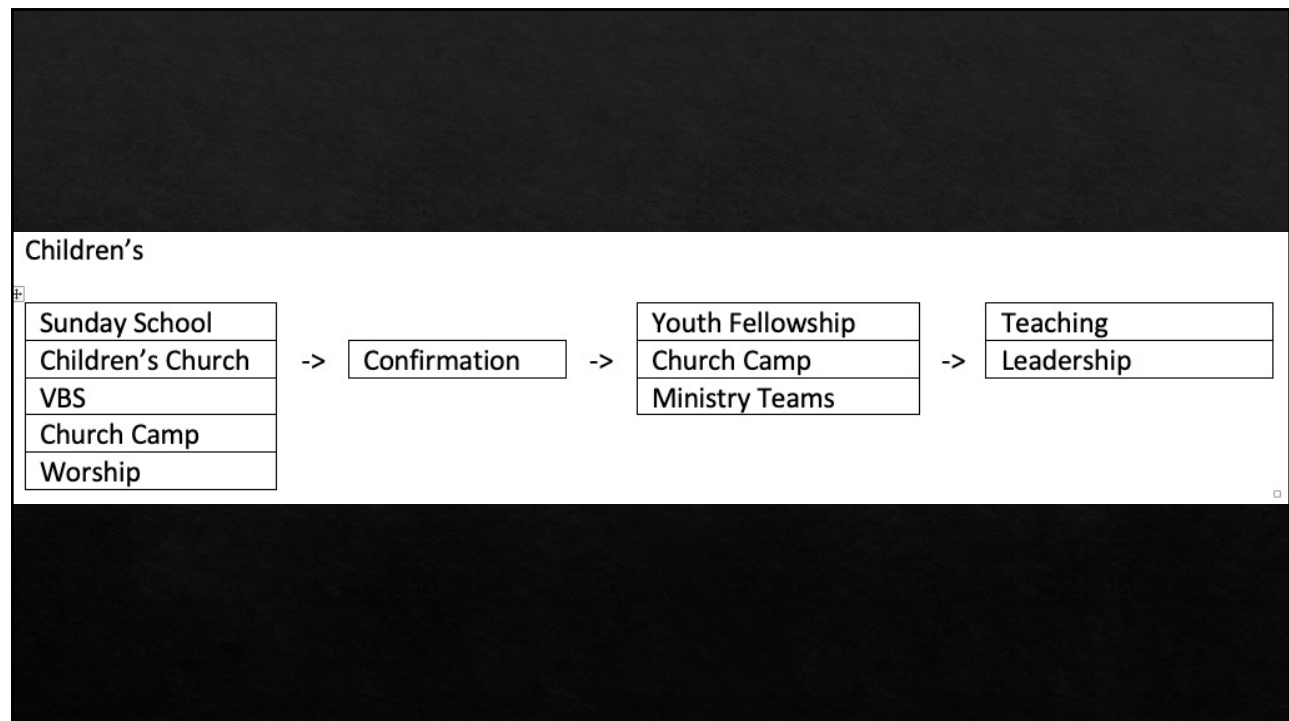 Children’s
Sunday School
Children’s Church
VBS
Church Camp
Worship
->
Confirmation
->
Youth Fellowship
Church Camp
Ministry Teams
->
Teaching
Leadership